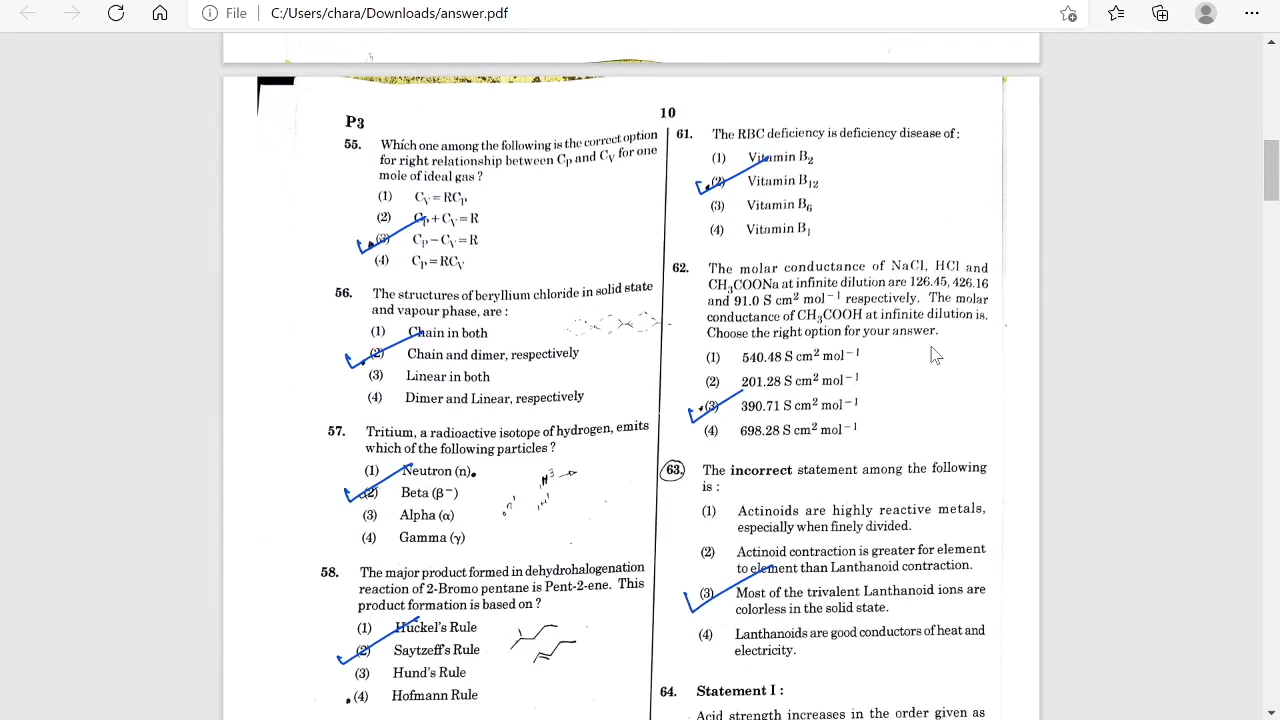 File C:/Users/chara/Downloads/answer.pdf
P3
10
55. Which one among the following is the correct option
for right relationship between Cₚ and Cᵥ for one
mole of ideal gas ?
(1) Cᵥ = RCₚ
(2) Cₚ + Cᵥ = R
(3) Cₚ – Cᵥ = R
(4) Cₚ = RCᵥ
56. The structures of beryllium chloride in solid state
and vapour phase, are :
(1) Chain in both
(2) Chain and dimer, respectively
(3) Linear in both
(4) Dimer and Linear, respectively
57. Tritium, a radioactive isotope of hydrogen, emits
which of the following particles ?
(1) Neutron (n)
(2) Beta (β⁻)
(3) Alpha (α)
(4) Gamma (γ)
58. The major product formed in dehydrohalogenation
reaction of 2-Bromo pentane is Pent-2-ene. This
product formation is based on ?
(1) Huckel's Rule
(2) Saytzeff's Rule
(3) Hund's Rule
(4) Hofmann Rule
61. The RBC deficiency is deficiency disease of :
(1) Vitamin B₂
(2) Vitamin B₁₂
(3) Vitamin B₆
(4) Vitamin B₁
62. The molar conductance of NaCl, HCl and
CH₃COONa at infinite dilution are 126.45, 426.16
and 91.0 S cm² mol⁻¹ respectively. The molar
conductance of CH₃COOH at infinite dilution is.
Choose the right option for your answer.
(1) 540.48 S cm² mol⁻¹
(2) 201.28 S cm² mol⁻¹
(3) 390.71 S cm² mol⁻¹
(4) 698.28 S cm² mol⁻¹
63. The incorrect statement among the following
is :
(1) Actinoids are highly reactive metals,
especially when finely divided.
(2) Actinoid contraction is greater for element
to element than Lanthanoid contraction.
(3) Most of the trivalent Lanthanoid ions are
colorless in the solid state.
(4) Lanthanoids are good conductors of heat and
electricity.
64. Statement I :
Acid strength increases in the order given as